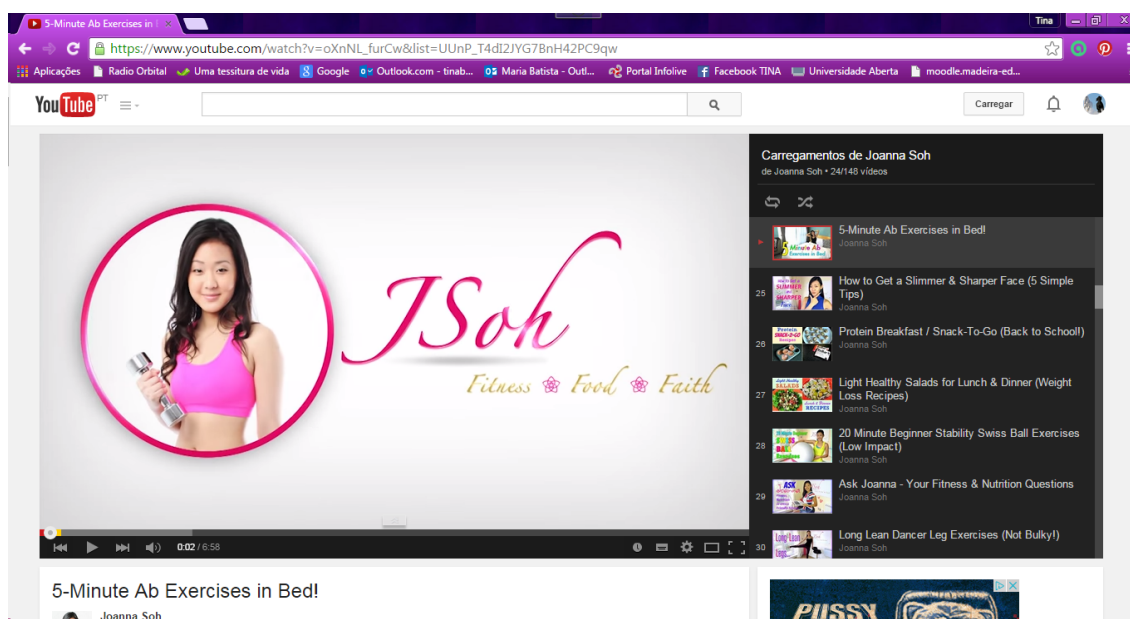 5-Minute Ab Exercises in
Tina
https://www.youtube.com/watch?v=oXnNL_furCw&list=UUnP_T4dI2JYG7BnH42PC9qw
Aplicações Radio Orbital Uma tessitura de vida Google Outlook.com - tinab... Maria Batista - Outl... Portal Infolive Facebook TINA Universidade Aberta moodle.madeira-ed...
YouTube PT
Carregar
JSoh
Fitness Food Faith
0:02 / 6:58
Carregamentos de Joanna Soh
de Joanna Soh • 24/148 vídeos
5-Minute Ab Exercises in Bed!
Joanna Soh
25
How to Get a Slimmer & Sharper Face (5 Simple
Tips)
Joanna Soh
26
Protein Breakfast / Snack-To-Go (Back to School!)
Joanna Soh
27
Light Healthy Salads for Lunch & Dinner (Weight
Loss Recipes)
Joanna Soh
28
20 Minute Beginner Stability Swiss Ball Exercises
(Low Impact)
Joanna Soh
29
Ask Joanna - Your Fitness & Nutrition Questions
Joanna Soh
30
Long Lean Dancer Leg Exercises (Not Bulky!)
Joanna Soh
5-Minute Ab Exercises in Bed!
Joanna Soh
PUSSY